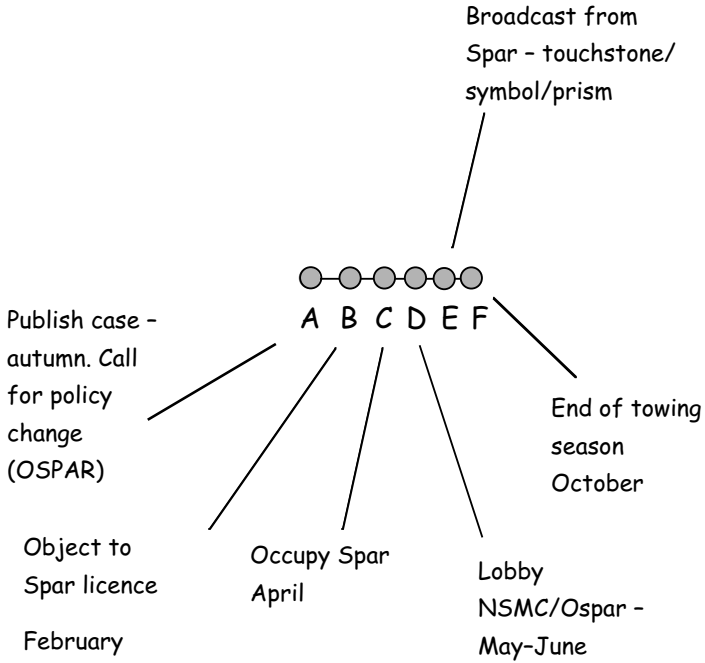 Broadcast from
Spar – touchstone/
symbol/prism
A B C D E F
Publish case –
autumn. Call
for policy
change
(OSPAR)
End of towing
season
October
Object to
Spar licence
February
Occupy Spar
April
Lobby
NSMC/Ospar –
May–June